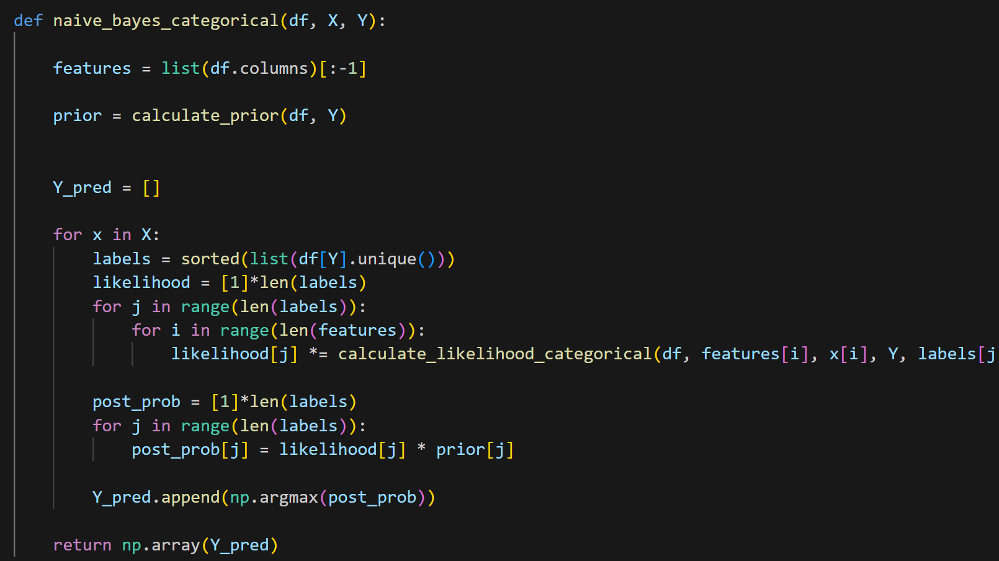 def naive_bayes_categorical(df, X, Y):
features = list(df.columns)[:-1]
prior = calculate_prior(df, Y)
Y_pred = []
for x in X:
labels = sorted(list(df[Y].unique()))
likelihood = [1]*len(labels)
for j in range(len(labels)):
for i in range(len(features)):
likelihood[j] *= calculate_likelihood_categorical(df, features[i], x[i], Y, labels[j
post_prob = [1]*len(labels)
for j in range(len(labels)):
post_prob[j] = likelihood[j] * prior[j]
Y_pred.append(np.argmax(post_prob))
return np.array(Y_pred)